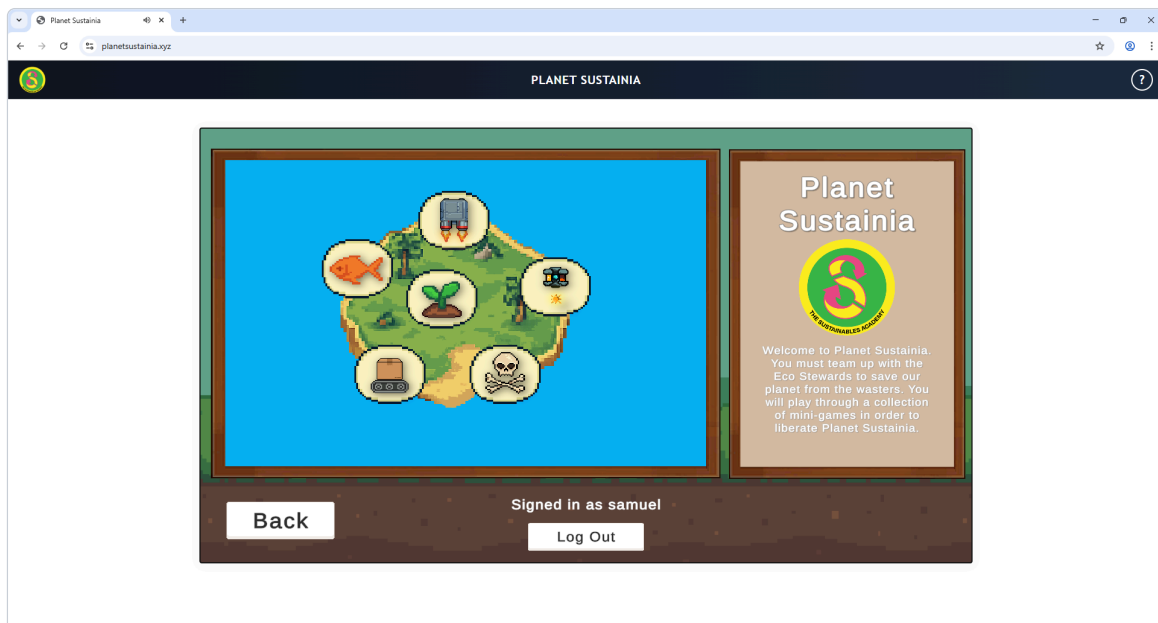 Planet Sustainia
planetsustainia.xyz
PLANET SUSTAINIA
?
Planet
Sustainia
THE SUSTAINABLES ACADEMY
Welcome to Planet Sustainia.
You must team up with the
Eco Stewards to save our
planet from the wasters. You
will play through a collection
of mini-games in order to
liberate Planet Sustainia.
Signed in as samuel
Back
Log Out